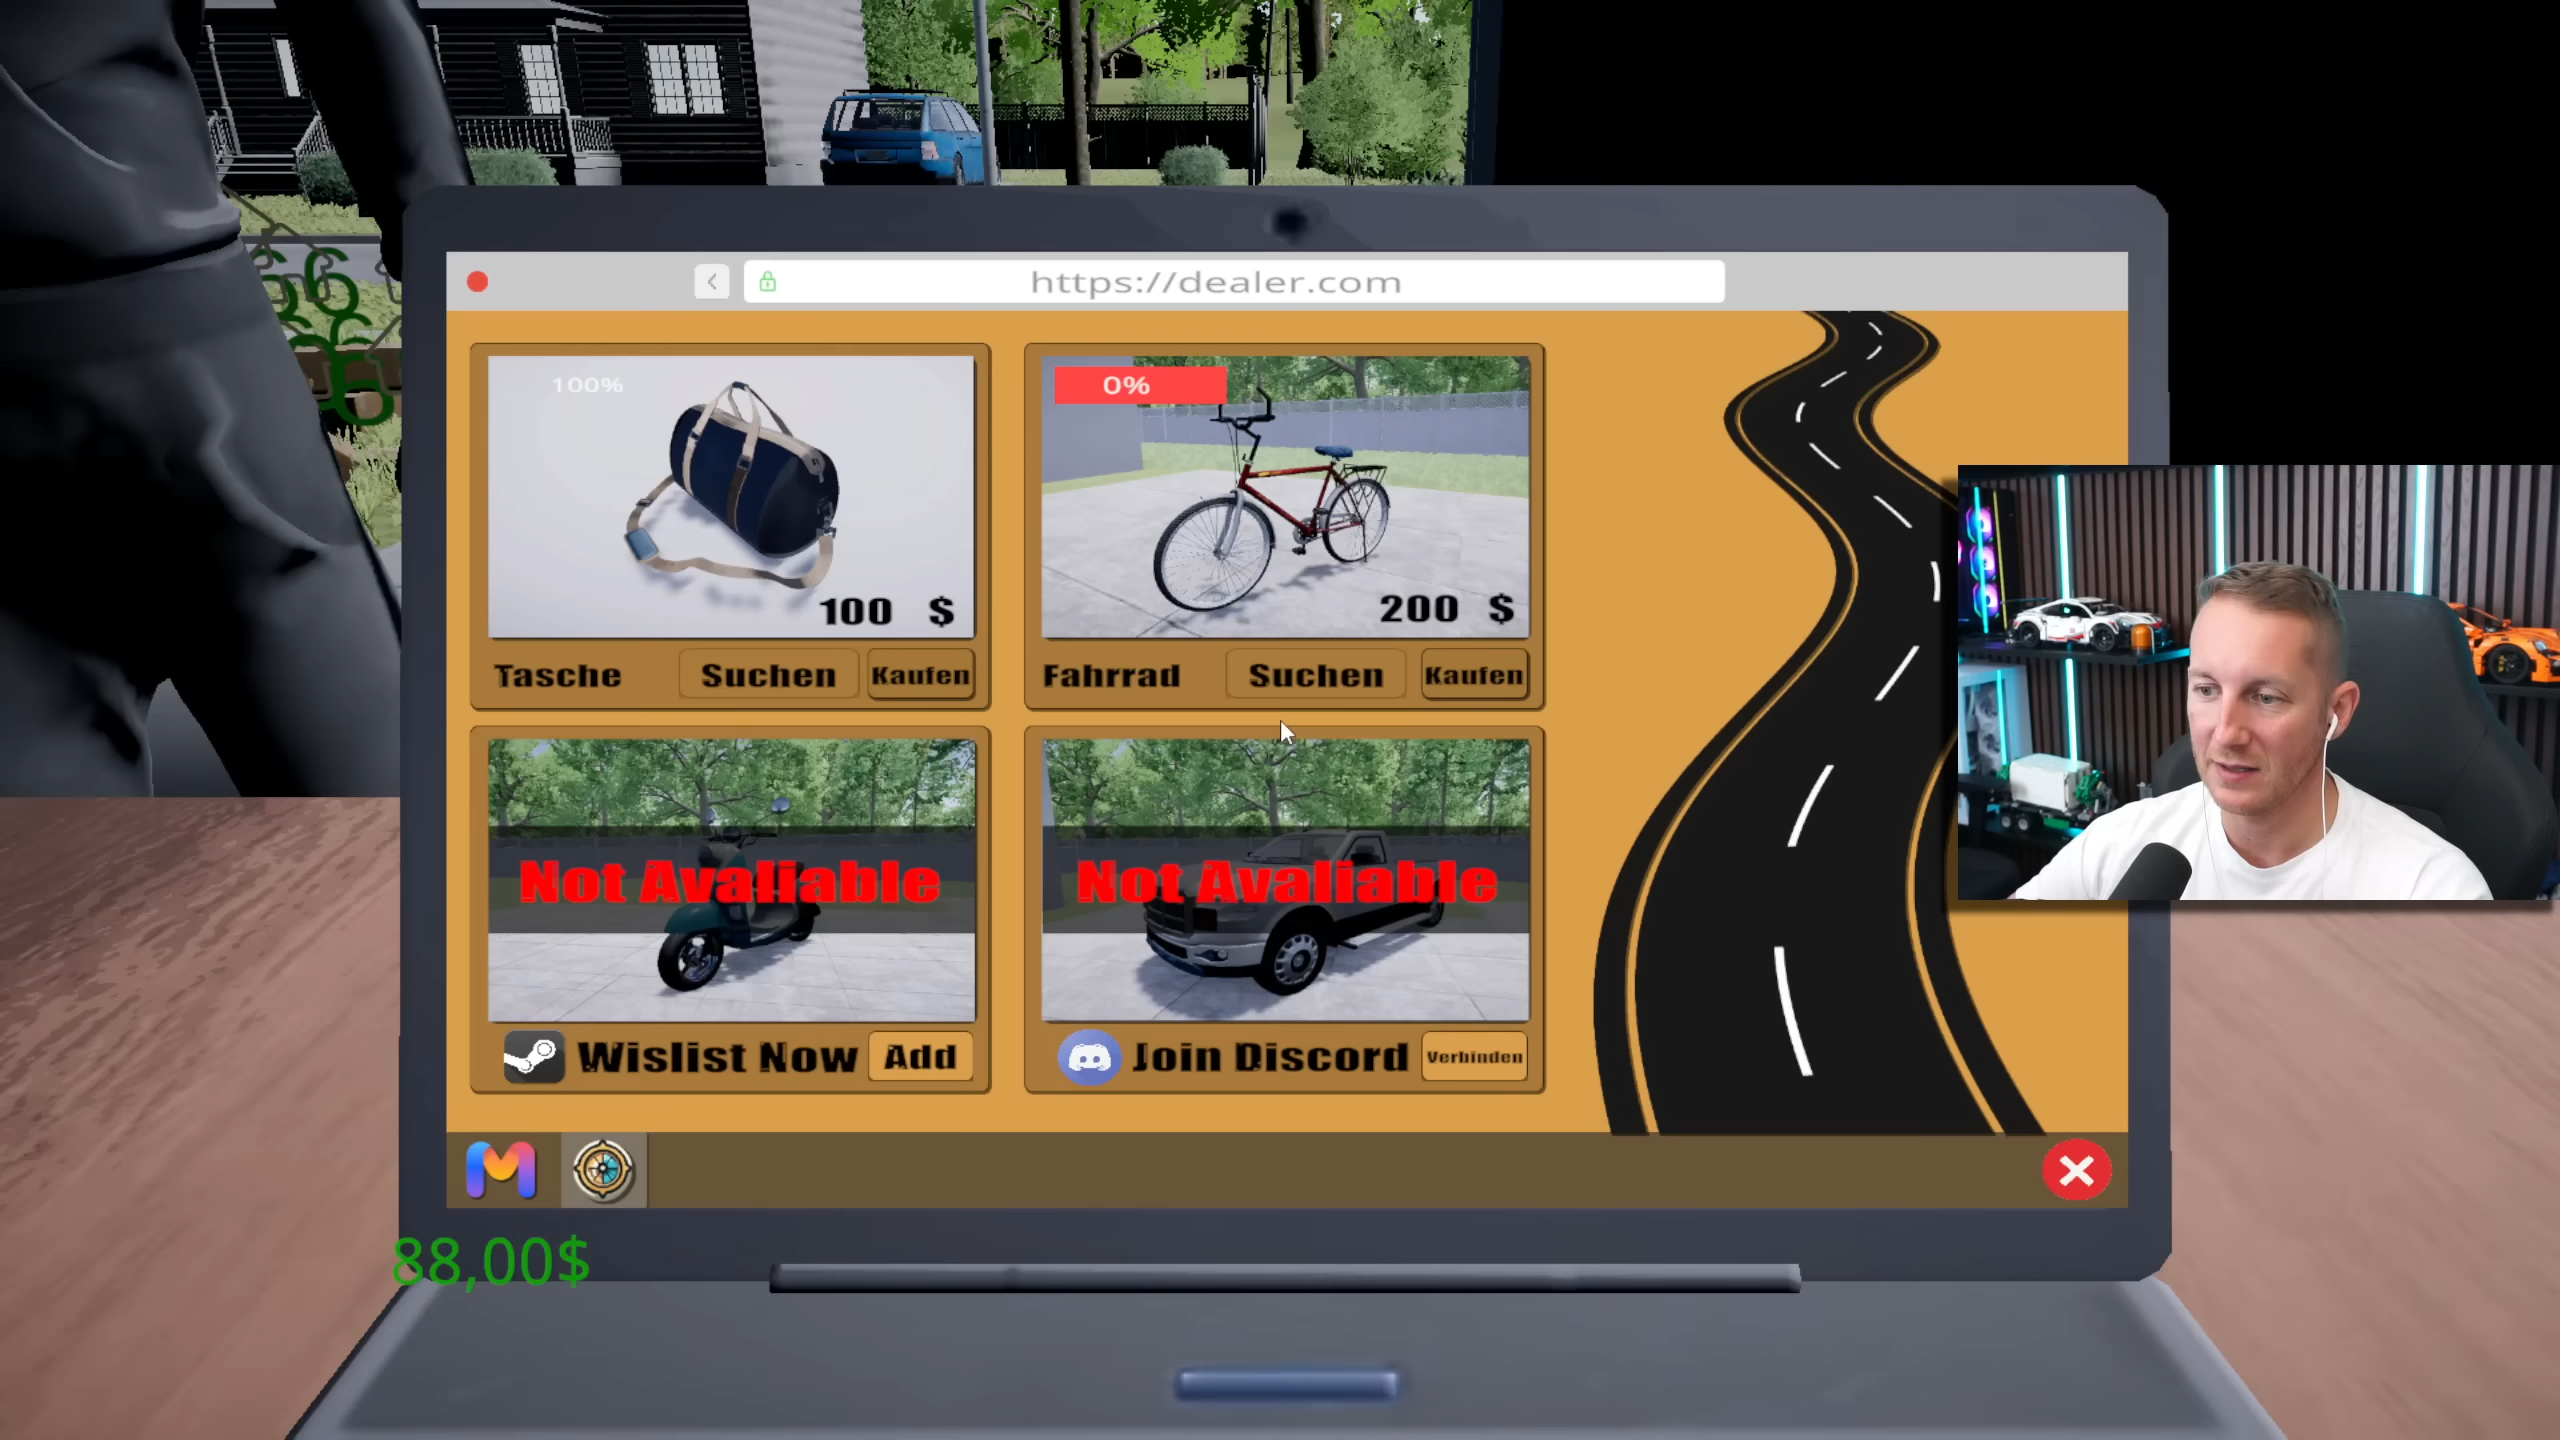 https://dealer.com
100%
100 $
Tasche Suchen Kaufen
0%
200 $
Fahrrad Suchen Kaufen
Not Avaliable
Wislist Now Add
Not Avaliable
Join Discord Verbinden
88,00$